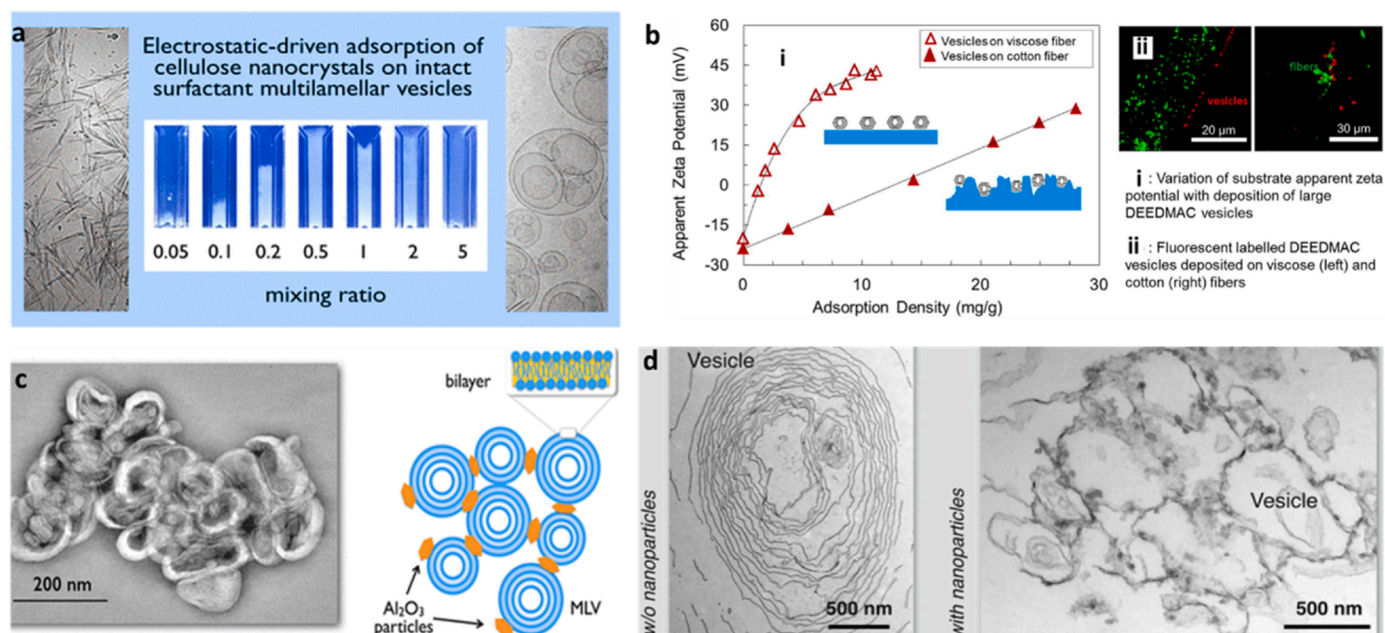 a
Electrostatic-driven adsorption of
cellulose nanocrystals on intact
surfactant multilamellar vesicles
0.05 0.1 0.2 0.5 1 2 5
mixing ratio
b
Apparent Zeta Potential (mV)
60
45
30
15
0
-15
-30
i
Vesicles on viscose fiber
Vesicles on cotton fiber
0 10 20 30
Adsorption Density (mg/g)
ii
fibers
vesicles
20 µm
30 µm
i : Variation of substrate apparent zeta
potential with deposition of large
DEEDMAC vesicles
ii : Fluorescent labelled DEEDMAC
vesicles deposited on viscose (left) and
cotton (right) fibers
c
200 nm
bilayer
Al2O3
particles
MLV
d
w/o nanoparticles
Vesicle
500 nm
with nanoparticles
Vesicle
500 nm